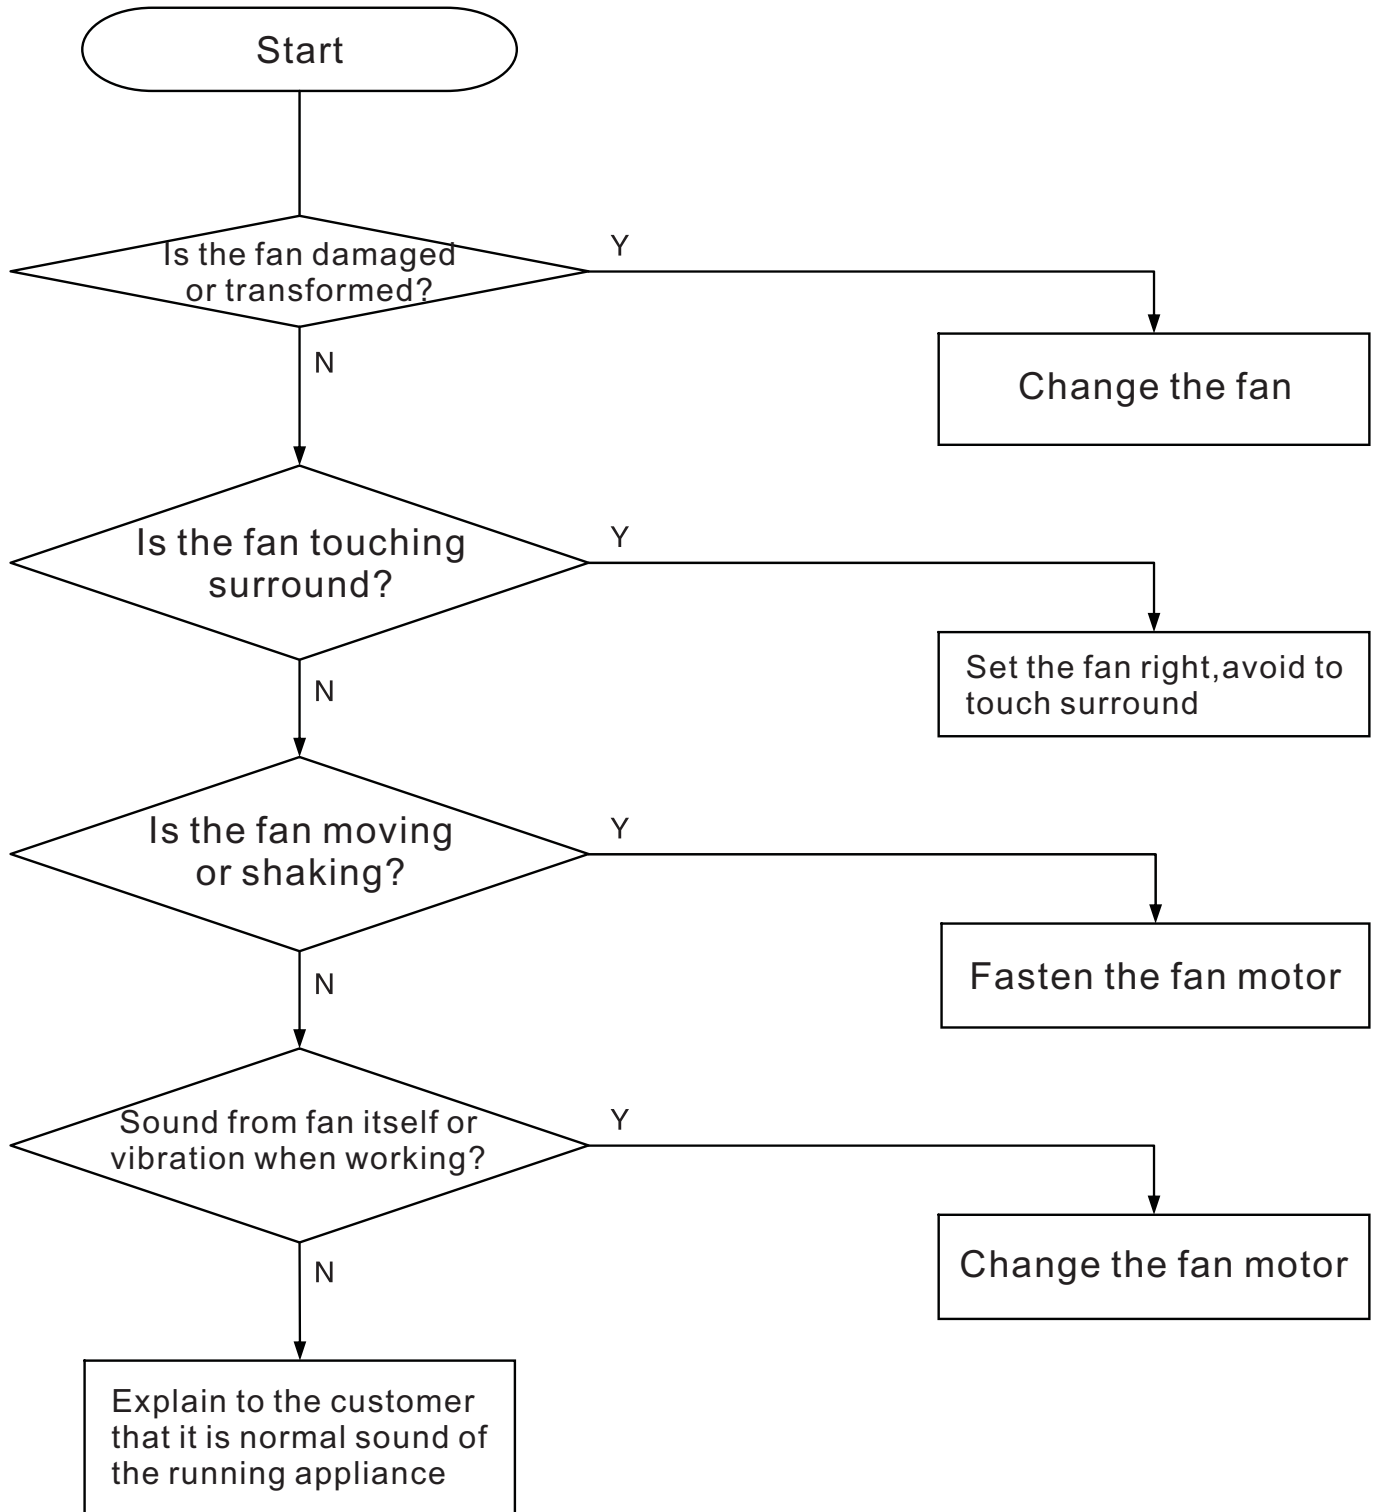 Start
Is the fan damaged
or transformed?
Y
N
Change the fan
Is the fan touching
surround?
Y
N
Set the fan right,avoid to
touch surround
Is the fan moving
or shaking?
Y
N
Fasten the fan motor
Sound from fan itself or
vibration when working?
Y
N
Change the fan motor
Explain to the customer
that it is normal sound of
the running appliance